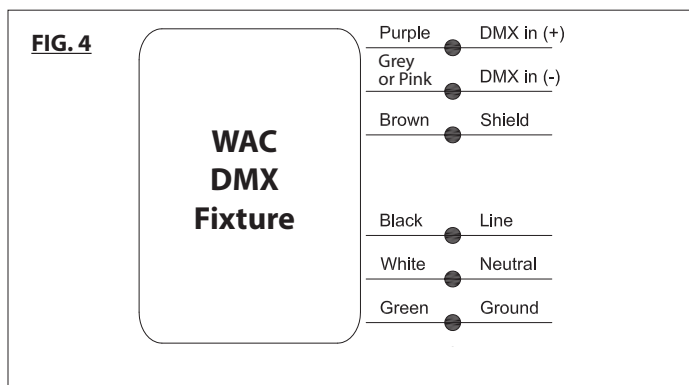 FIG. 4
WAC
DMX
Fixture
Purple DMX in (+)
Grey
or Pink DMX in (-)
Brown Shield
Black Line
White Neutral
Green Ground